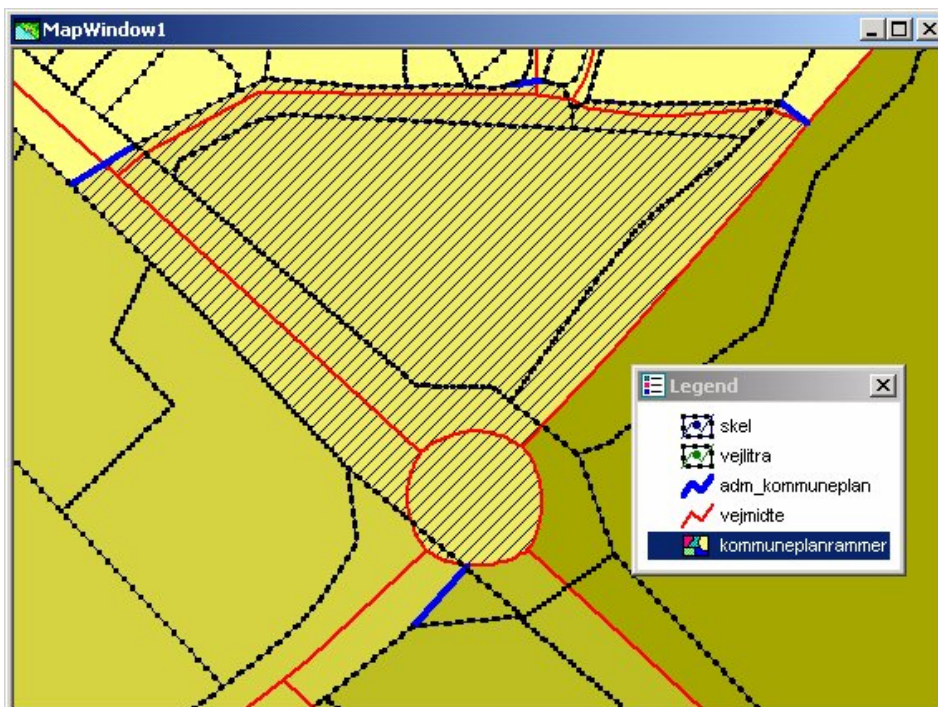 MapWindow1
Legend
skel
vejlitra
adm_kommuneplan
vejmidte
kommuneplanrammer